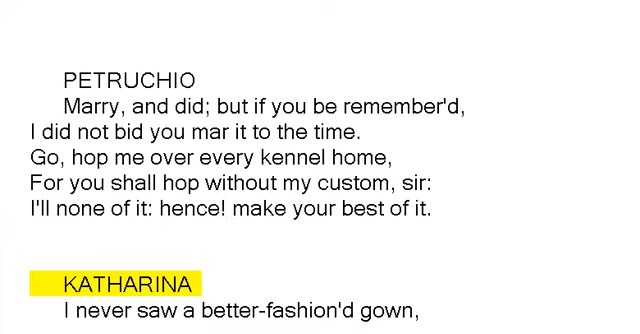 PETRUCHIO
Marry, and did; but if you be remember'd,
I did not bid you mar it to the time.
Go, hop me over every kennel home,
For you shall hop without my custom, sir:
I'll none of it: hence! make your best of it.
KATHARINA
I never saw a better-fashion'd gown,